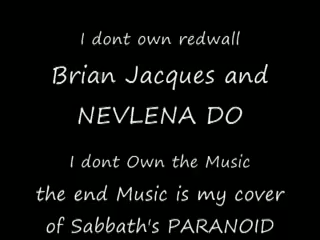 I dont own redwall
Brian Jacques and
NEVLENA DO
I dont Own the Music
the end Music is my cover
of Sabbath's PARANOID